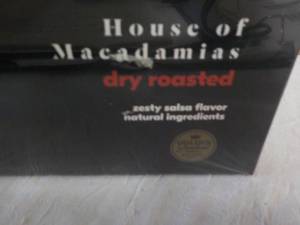 House of
Macadamias
dry roasted
zesty salsa flavor
natural ingredients